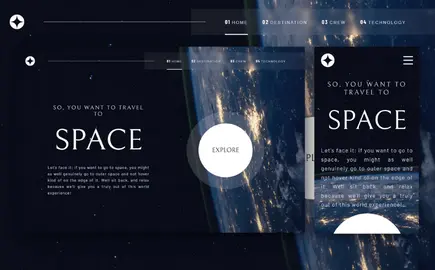 01 HOME 02 DESTINATION 03 CREW 04 TECHNOLOGY
01 HOME 02 DESTINATION 03 CREW 04 TECHNOLOGY
SO, YOU WANT TO TRAVEL
TO
SPACE
Let's face it; if you want to go to space, you might
as well genuinely go to outer space and not hover
kind of on the edge of it. Well sit back, and relax
because we'll give you a truly out of this world
experience!
EXPLORE
SO, YOU WANT TO TRAVEL
TO
SPACE
Let's face it; if you want to go to
space, you might as well
genuinely go to outer space and
not hover kind of on the edge of
it. Well sit back, and relax
because we'll give you a truly
out of this world experience!